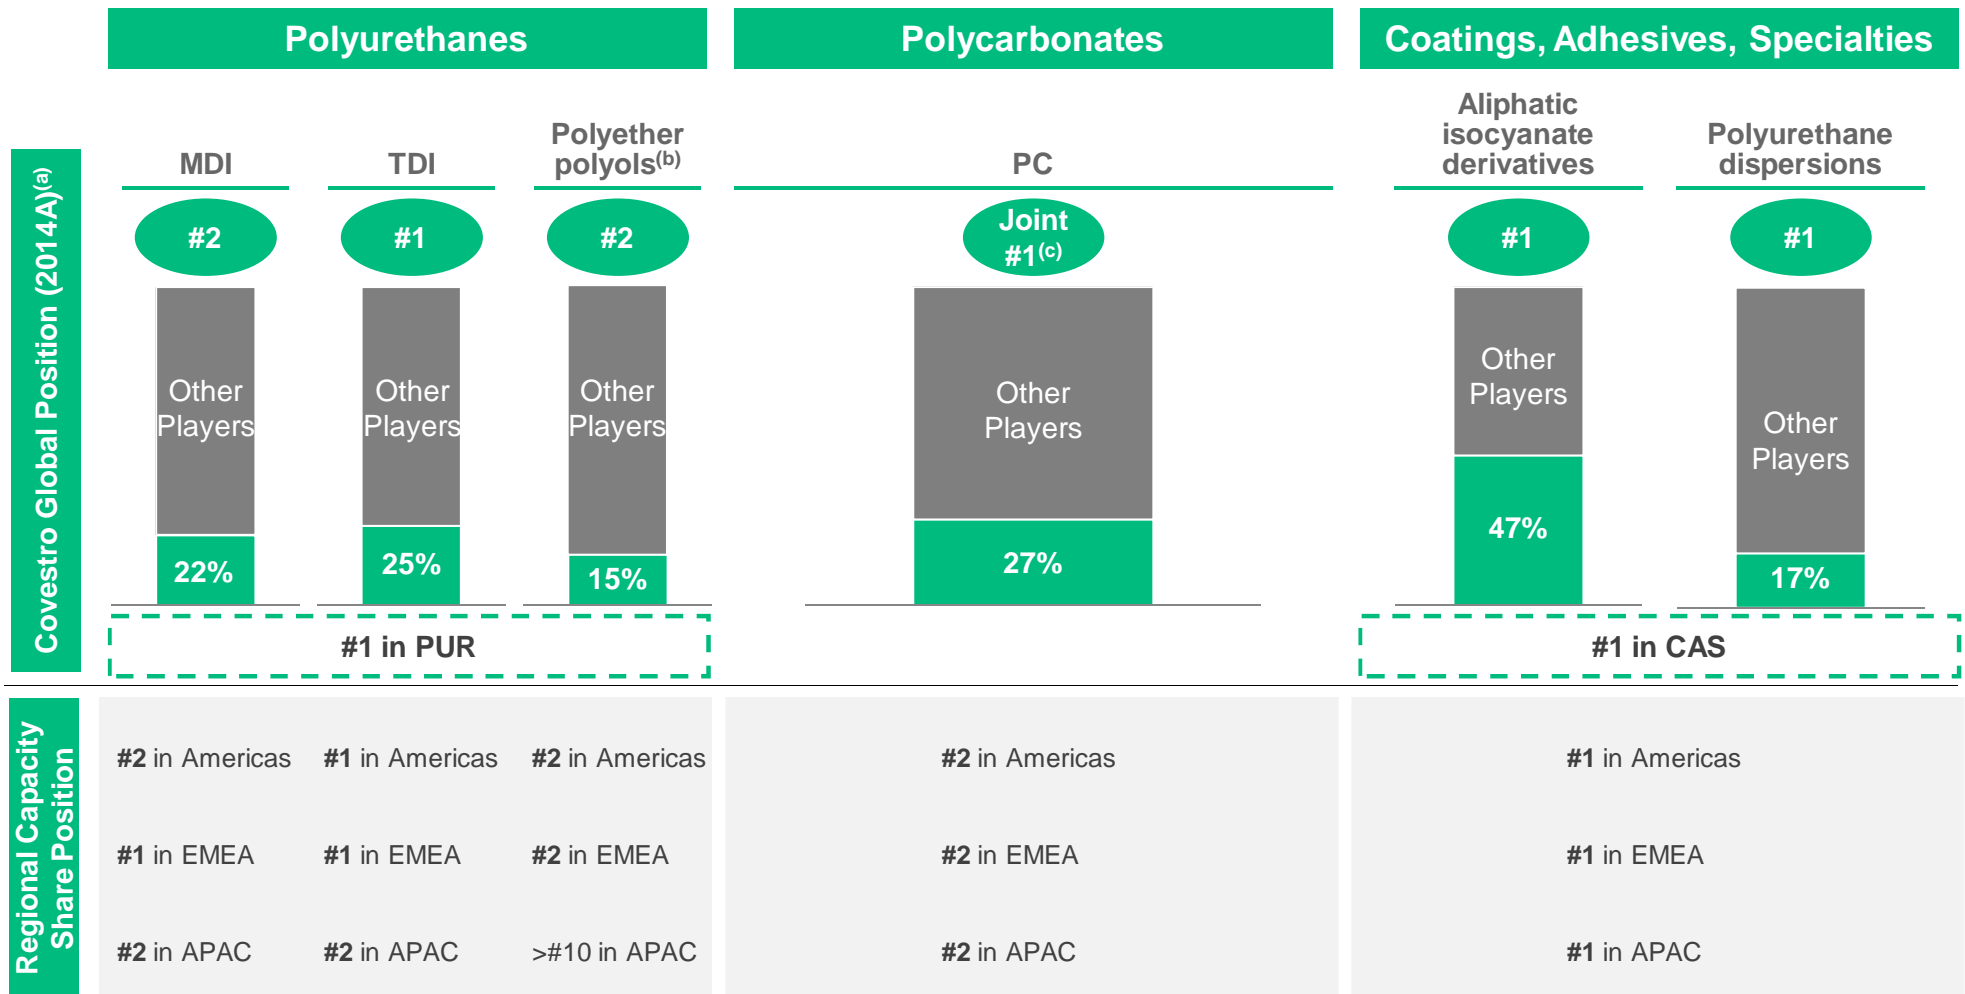 Polyurethanes
Polycarbonates
Coatings, Adhesives, Specialties
Covestro Global Position (2014A)(a)
MDI
TDI
Polyether
polyols(b)
PC
Aliphatic
isocyanate
derivatives
Polyurethane
dispersions
#2
#1
#2
Joint
#1(c)
#1
#1
Other
Players
22%
Other
Players
25%
Other
Players
15%
Other
Players
27%
Other
Players
47%
Other
Players
17%
#1 in PUR
#1 in CAS
Regional Capacity
Share Position
#2 in Americas
#1 in Americas
#2 in Americas
#2 in Americas
#1 in Americas
#1 in EMEA
#1 in EMEA
#2 in EMEA
#2 in EMEA
#1 in EMEA
#2 in APAC
#2 in APAC
>#10 in APAC
#2 in APAC
#1 in APAC